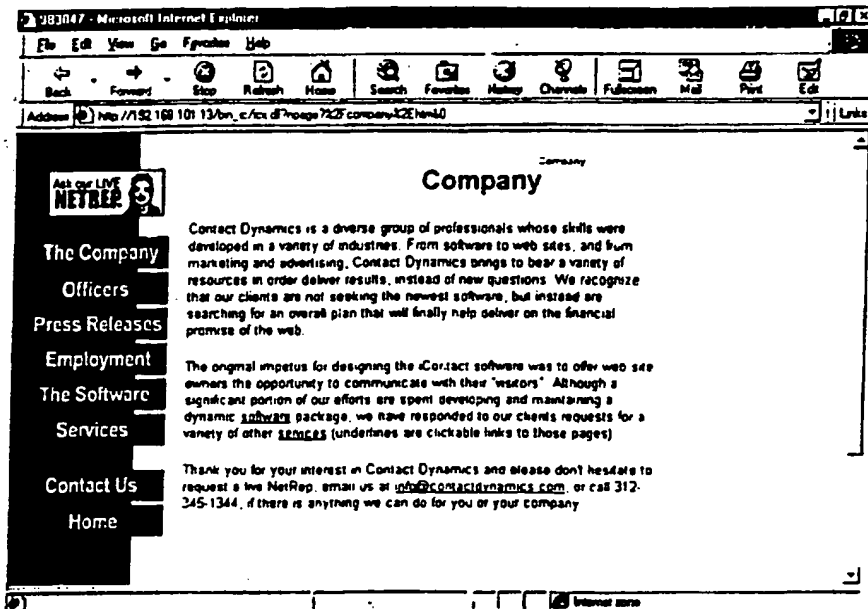 383047 - Microsoft Internet Explorer
File Edit View Go Favorites Help
Back Forward Stop Refresh Home Search Favorites History Channels Fullscreen Mail Print Edit
Address Links
Company
Company
Ask our LIVE
NETREP.
The Company
Officers
Press Releases
Employment
The Software
Services
Contact Us
Home
Contact Dynamics is a diverse group of professionals whose skills were
developed in a variety of industries. From software to web sites, and from
marketing and advertising, Contact Dynamics brings to bear a variety of
resources in order deliver results, instead of new questions. We recognize
that our clients are not seeking the newest software, but instead are
searching for an overall plan that will finally help deliver on the financial
promise of the web.
The original impetus for designing the iContact software was to offer web site
owners the opportunity to communicate with their "visitors". Although a
significant portion of our efforts are spent developing and maintaining a
dynamic software package, we have responded to our clients requests for a
variety of other services (underlines are clickable links to those pages)
Thank you for your interest in Contact Dynamics and please don't hesitate to
request a live NetRep, email us at info@contactdynamics.com, or call 312-
345-1344, if there is anything we can do for you or your company
Internet zone